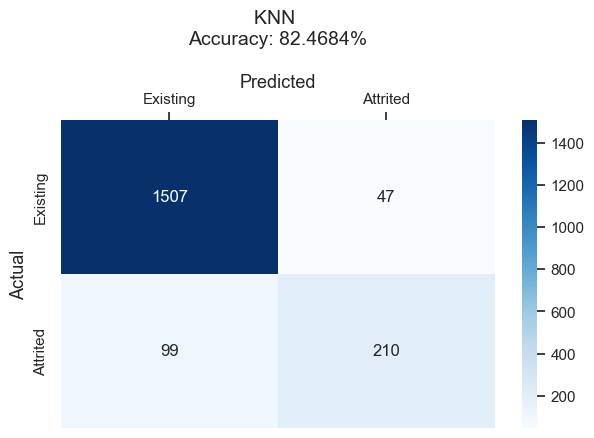 KNN
Accuracy: 82.4684%
Predicted
Existing Attrited
Actual
Existing 1507 47
Attrited 99 210
1400
1200
1000
800
600
400
200